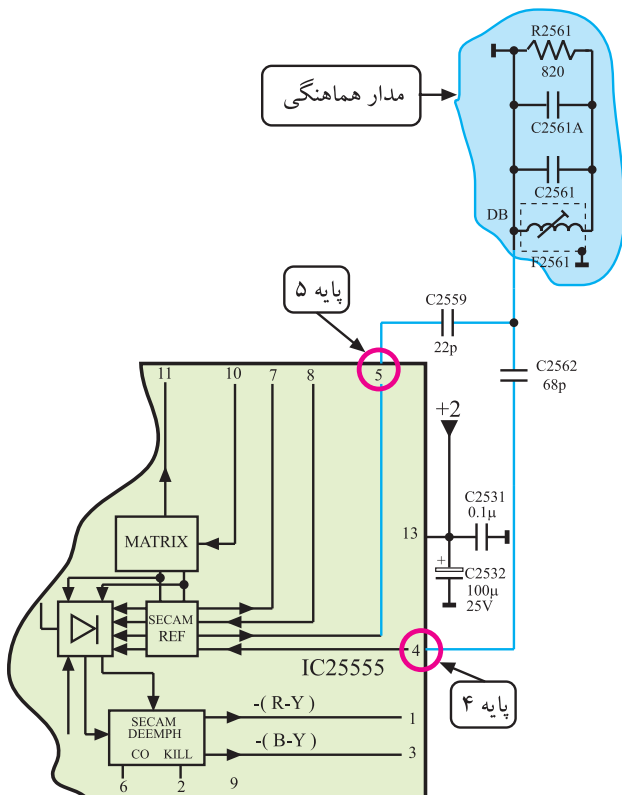 R2561
820
مدار هماهنگی
C2561A
C2561
DB
F2561
پایه ۵
C2559
22p
C2562
68p
11
10
7
8
5
+2
C2531
0.1µ
13
MATRIX
+
C2532
100µ
25V
SECAM
REF
4
IC25555
پایه ۴
-( R-Y )
1
SECAM
DEEMPH
-( B-Y )
3
CO KILL
6
2
9